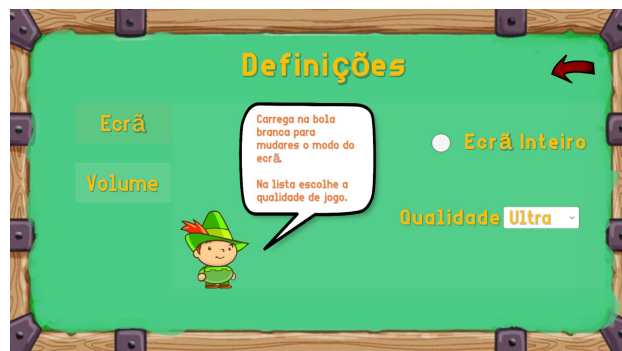 Definições
Ecrã
Volume
Carrega na bola
branca para
mudares o modo do
ecrã.
Na lista escolhe a
qualidade de jogo.
Ecrã Inteiro
Qualidade Ultra